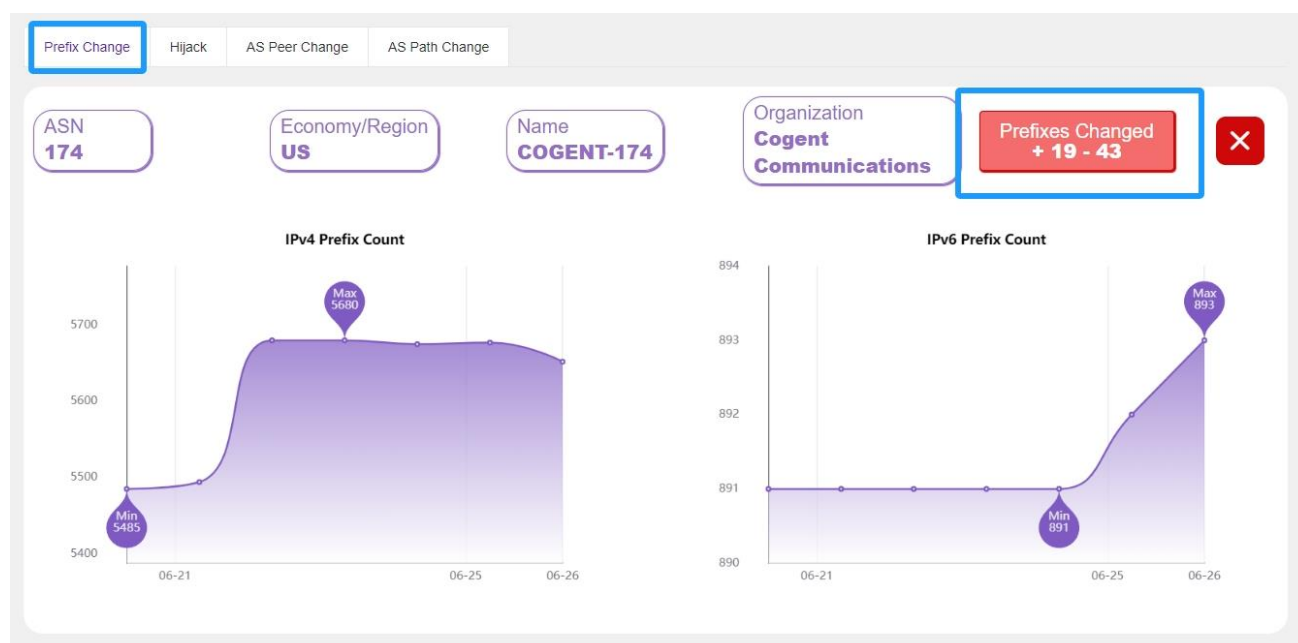 Prefix Change
Hijack
AS Peer Change
AS Path Change
ASN
174
Economy/Region
US
Name
COGENT-174
Organization
Cogent
Communications
Prefixes Changed
+ 19 - 43
IPv4 Prefix Count
5700
5600
5500
5400
Max
5680
Min
5485
06-21
06-25
06-26
IPv6 Prefix Count
894
893
892
891
890
Max
893
Min
891
06-21
06-25
06-26